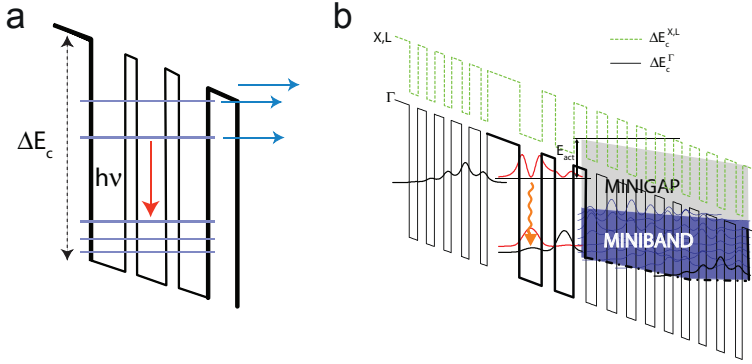 a
ΔE_c
hν
b
X,L
Γ
ΔE_c^{X,L}
ΔE_c^Γ
E_act
MINIGAP
MINIBAND